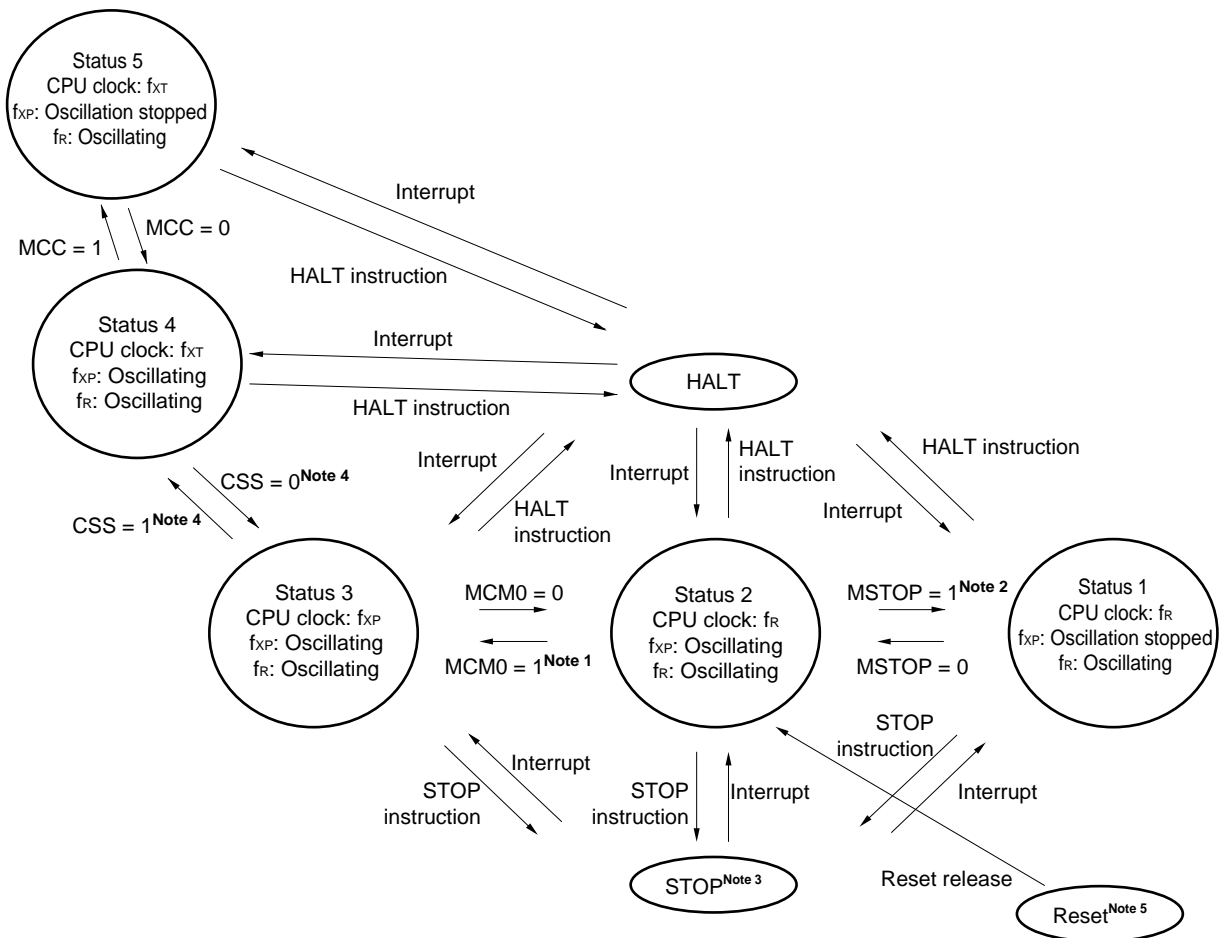 Status 5
CPU clock: fXT
fXP: Oscillation stopped
fR: Oscillating
Interrupt
MCC = 0
MCC = 1
HALT instruction
Status 4
CPU clock: fXT
fXP: Oscillating
fR: Oscillating
Interrupt
HALT
HALT instruction
Interrupt
HALT
instruction
Interrupt
HALT
instruction
HALT instruction
Interrupt
CSS = 0Note 4
CSS = 1Note 4
Status 3
CPU clock: fXP
fXP: Oscillating
fR: Oscillating
MCM0 = 0
MCM0 = 1Note 1
Status 2
CPU clock: fR
fXP: Oscillating
fR: Oscillating
MSTOP = 1Note 2
MSTOP = 0
Status 1
CPU clock: fR
fXP: Oscillation stopped
fR: Oscillating
STOP
instruction
Interrupt
STOP
instruction
Interrupt
STOP
instruction
Interrupt
STOPNote 3
Reset release
ResetNote 5